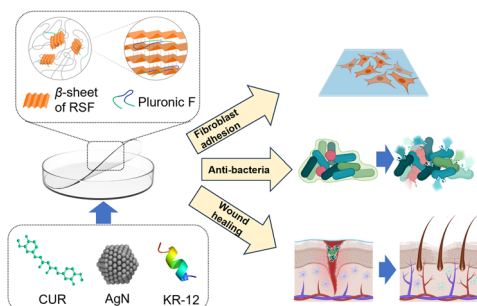 β-sheet
of RSF
Pluronic F
Fibroblast
adhesion
Anti-bacteria
Wound
healing
CUR
AgN
KR-12